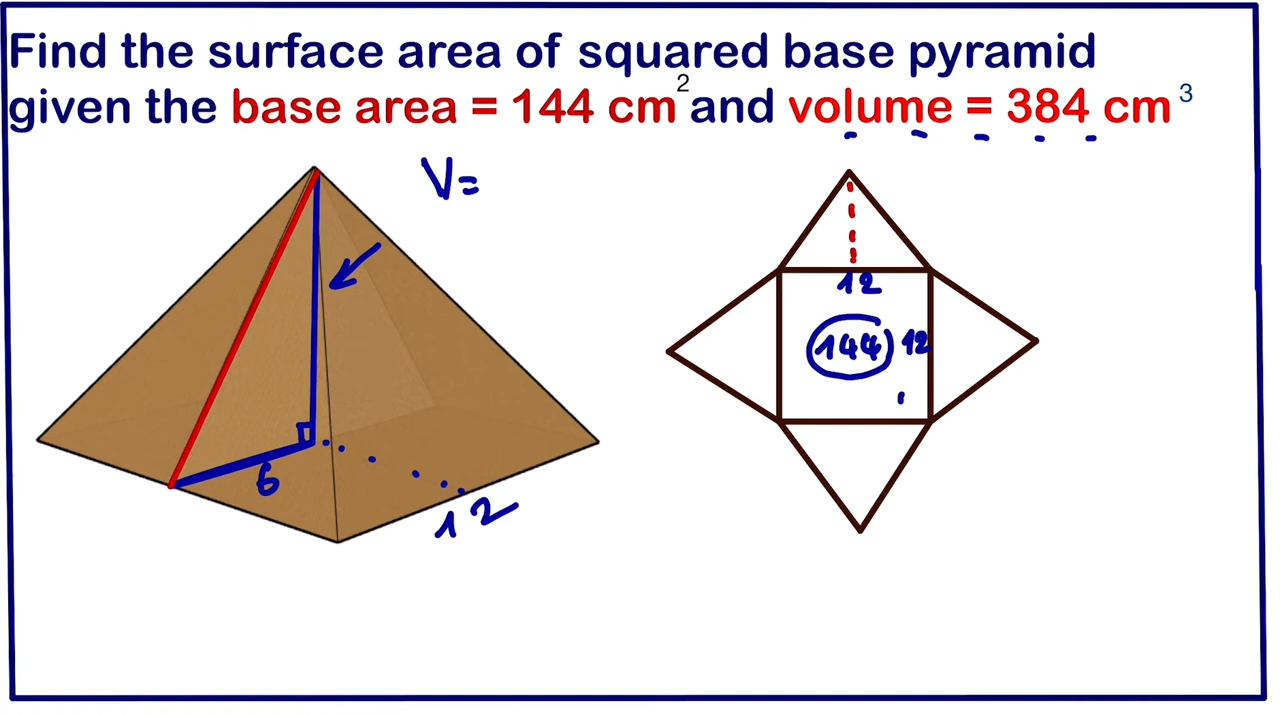 Find the surface area of squared base pyramid
given the base area = 144 cm² and volume = 384 cm³
V=
12
144 12
6
12